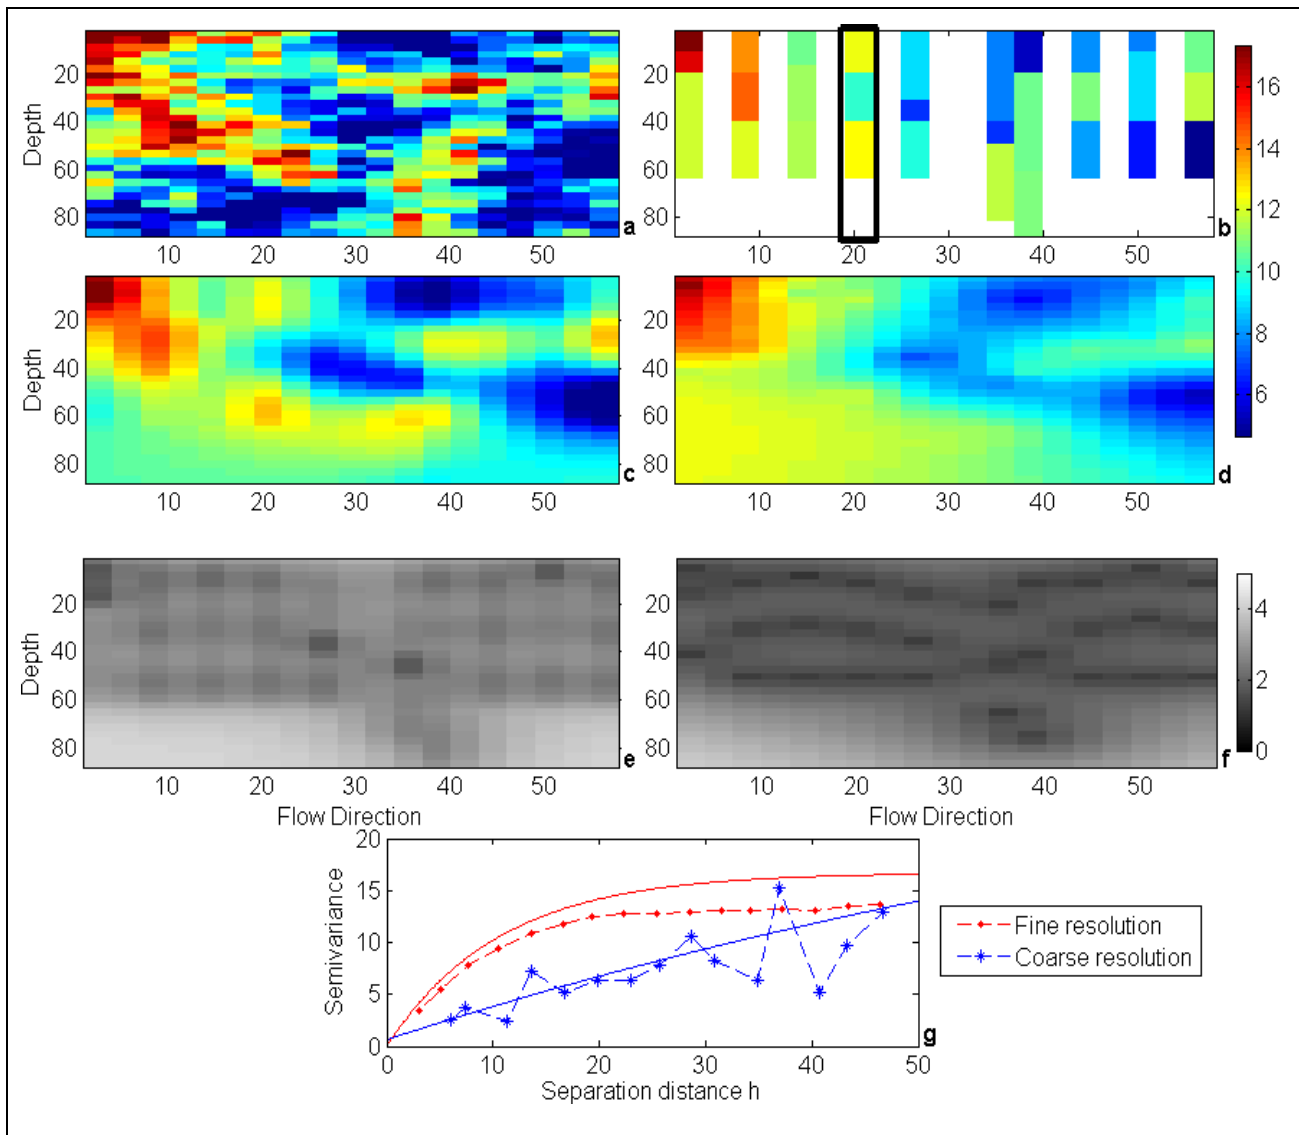 20
40
60
80
Depth
10 20 30 40 50
a
20
40
60
80
10 20 30 40 50
b
16
14
12
10
8
6
20
40
60
80
Depth
10 20 30 40 50
c
20
40
60
80
10 20 30 40 50
d
20
40
60
80
Depth
10 20 30 40 50
e
Flow Direction
20
40
60
80
10 20 30 40 50
f
Flow Direction
4
2
0
20
15
10
5
0
Semivariance
0 10 20 30 40 50
g
Separation distance h
Fine resolution
Coarse resolution